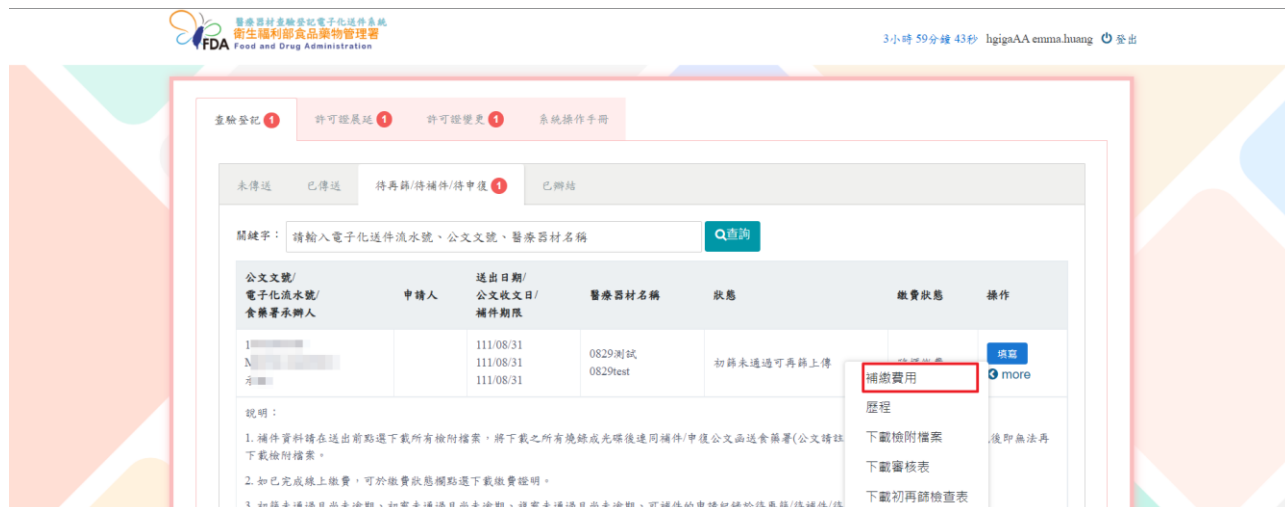 醫療器材查驗登記電子化送件系統
衛生福利部食品藥物管理署
FDA Food and Drug Administration
3小時 59分鐘 43秒 hgigaAA emma.huang 登出
查驗登記 1 許可證展延 1 許可證變更 1 系統操作手冊
未傳送 已傳送 待再篩/待補件/待申復 1 已辦結
關鍵字： 請輸入電子化送件流水號、公文文號、醫療器材名稱 查詢
公文文號/
電子化流水號/
食藥署承辦人
申請人
送出日期/
公文收文日/
補件期限
醫療器材名稱
狀態
繳費狀態
操作
111/08/31
111/08/31
111/08/31
0829測試
0829test
初篩未通過可再篩上傳
填寫
more
補繳費用
歷程
下載檢附檔案
下載審核表
下載初再篩檢查表
說明：
1. 補件資料請在送出前點選下載所有檢附檔案，將下載之所有燒錄成光碟後連同補件/申復公文函送食藥署(公文請註
後即無法再
下載檢附檔案。
2. 如已完成線上繳費，可於繳費狀態欄點選下載繳費證明。